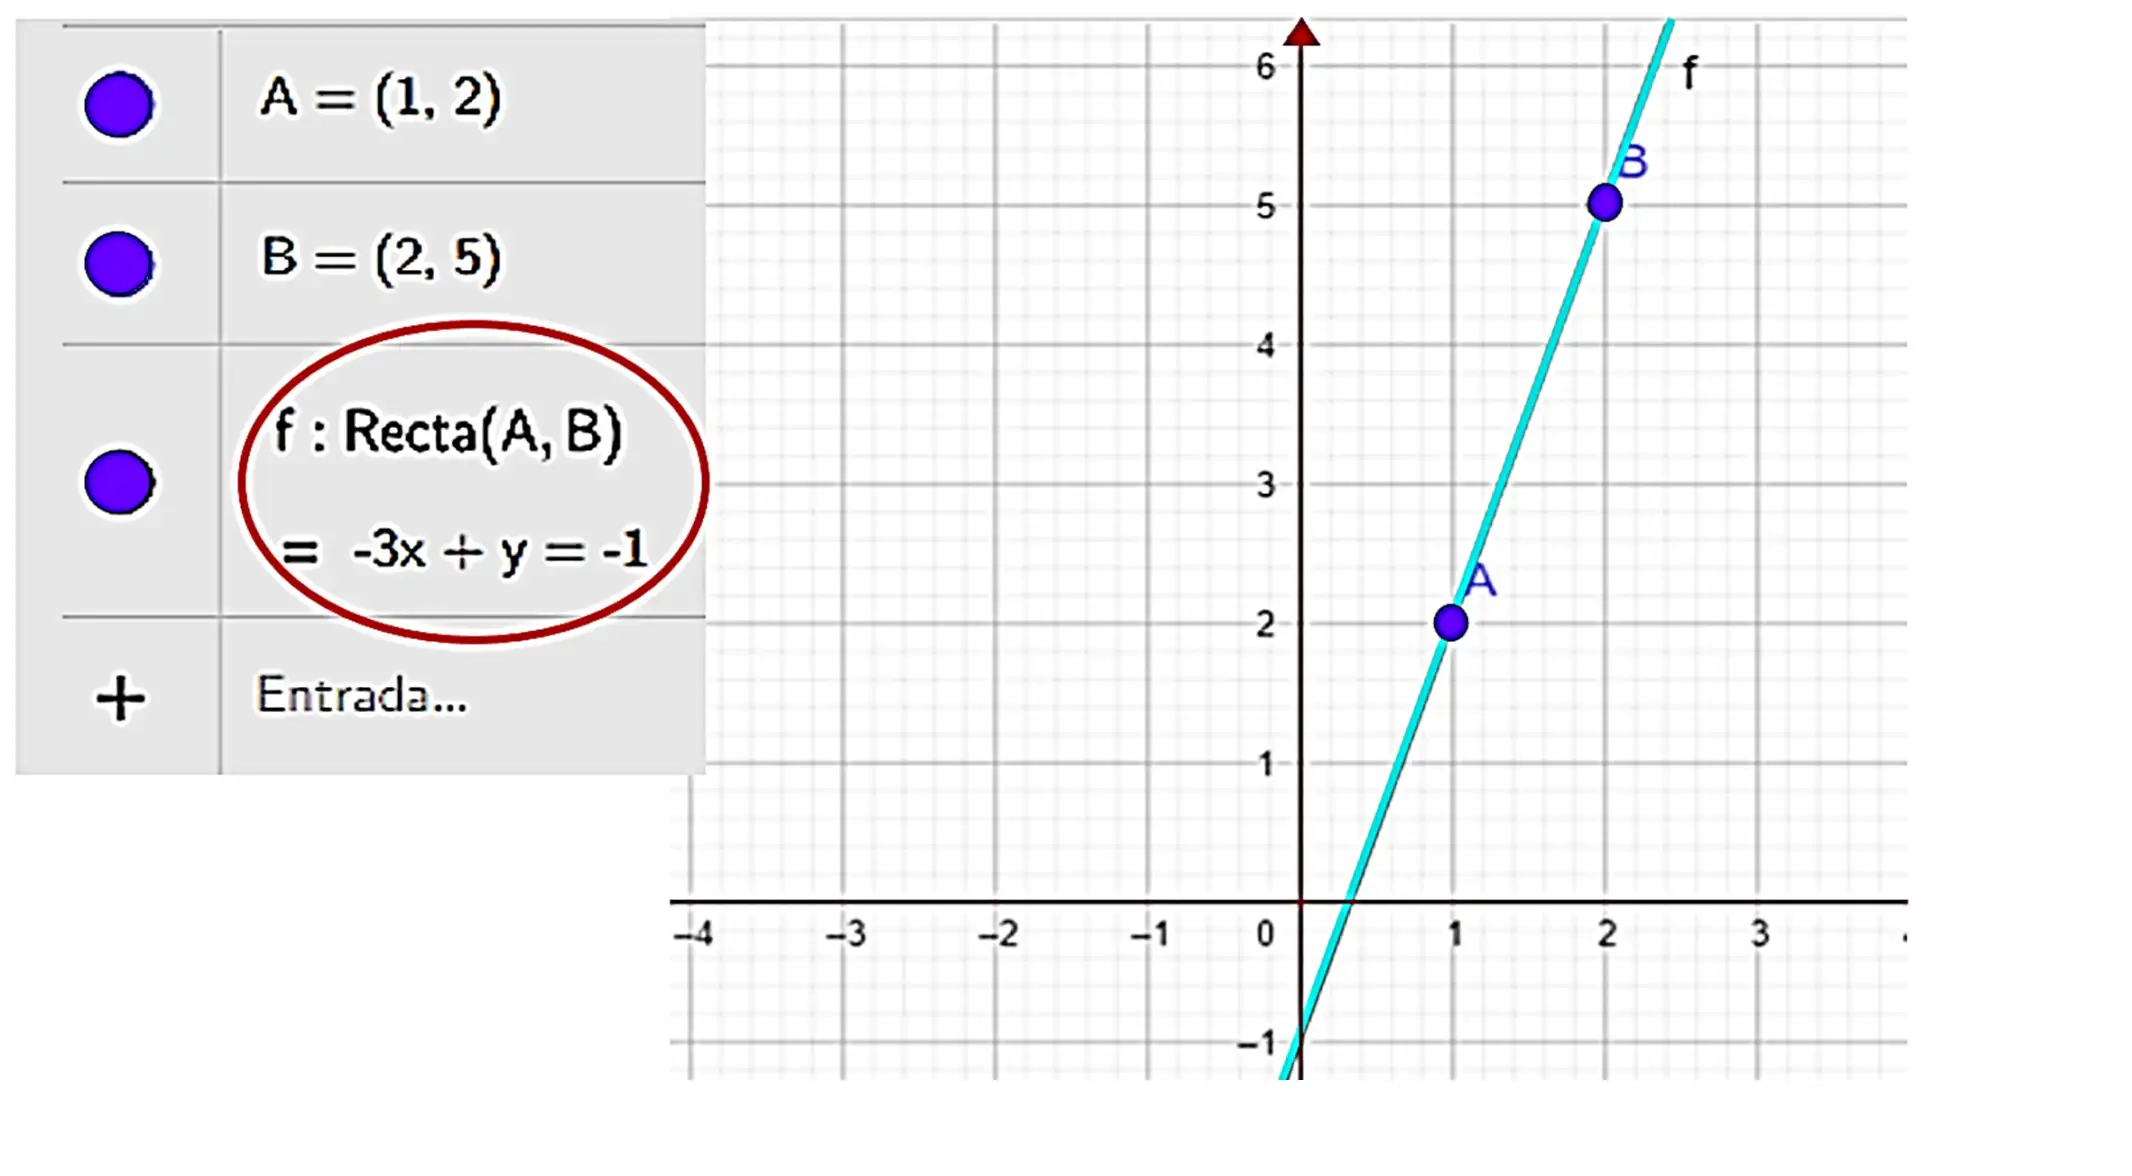 A = (1, 2)
B = (2, 5)
f : Recta(A, B)
= -3x + y = -1
+ Entrada...
6
f
B
5
4
3
A
2
1
–4 –3 –2 –1 0 1 2 3
–1